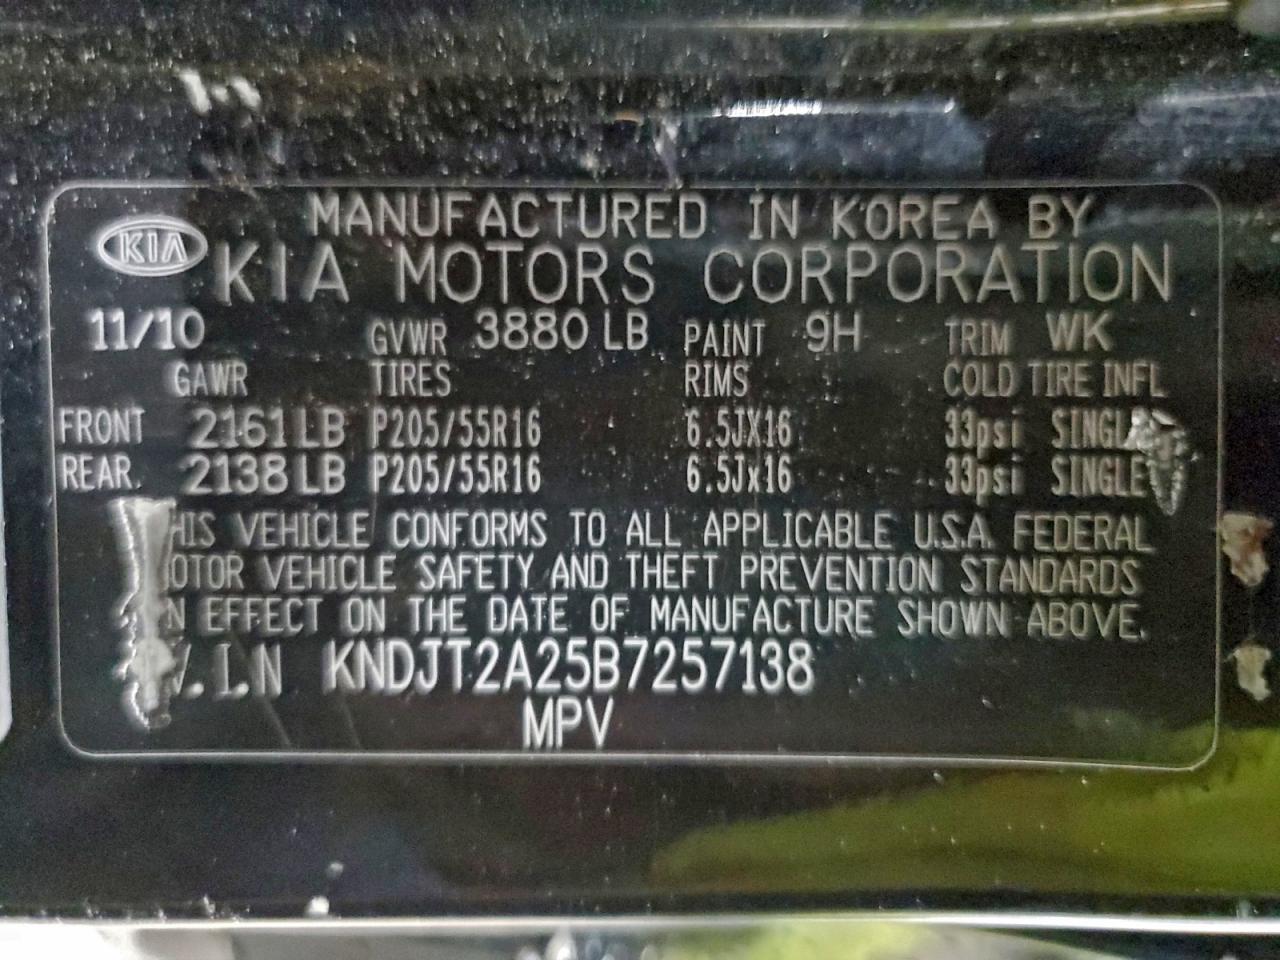 MANUFACTURED IN KOREA BY
KIA KIA MOTORS CORPORATION
11/10 GVWR 3880 LB PAINT 9H TRIM WK
GAWR TIRES RIMS COLD TIRE INFL
FRONT 2161 LB P205/55R16 6.5JX16 33psi SINGL
REAR. 2138 LB P205/55R16 6.5Jx16 33psi SINGLE
HIS VEHICLE CONFORMS TO ALL APPLICABLE U.S.A. FEDERAL
OTOR VEHICLE SAFETY AND THEFT PREVENTION STANDARDS
N EFFECT ON THE DATE OF MANUFACTURE SHOWN ABOVE.
V.I.N KNDJT2A25B7257138
MPV